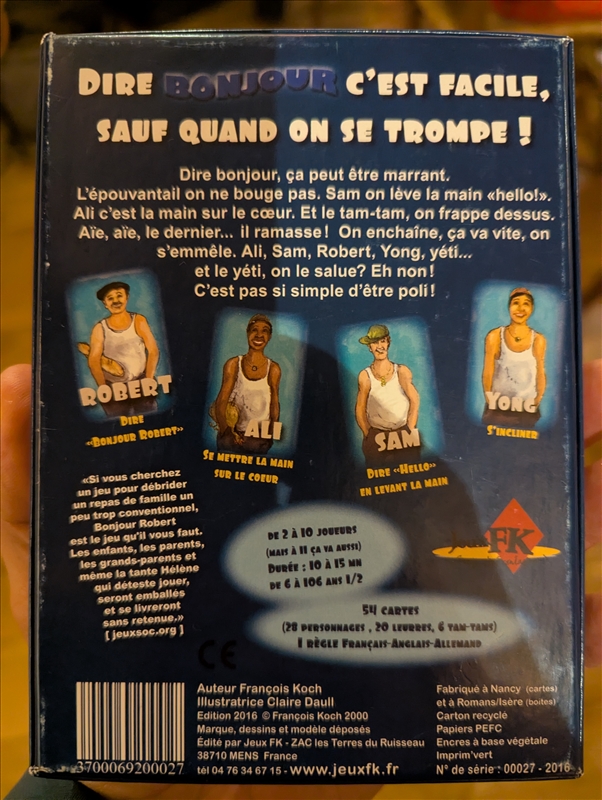 DIRE BONJOUR C'EST FACILE,
SAUF QUAND ON SE TROMPE !
Dire bonjour, ça peut être marrant.
L'épouvantail on ne bouge pas. Sam on lève la main «hello!».
Ali c'est la main sur le cœur. Et le tam-tam, on frappe dessus.
Aïe, aïe, le dernier... il ramasse! On enchaîne, ça va vite, on
s'emmêle. Ali, Sam, Robert, Yong, yéti...
et le yéti, on le salue? Eh non!
C'est pas si simple d'être poli!
ROBERT
DIRE
«BONJOUR ROBERT»
ALI
SE METTRE LA MAIN
SUR LE COEUR
SAM
DIRE «HELLO»
EN LEVANT LA MAIN
YONG
S'INCLINER
«Si vous cherchez
un jeu pour débrider
un repas de famille un
peu trop conventionnel,
Bonjour Robert
est le jeu qu'il vous faut.
Les enfants, les parents,
les grands-parents et
même la tante Hélène
qui déteste jouer,
seront emballés
et se livreront
sans retenue.»
[ jeuxsoc.org ]
DE 2 À 10 JOUEURS
(MAIS À 11 ÇA VA AUSSI)
DURÉE : 10 À 15 MN
DE 6 À 106 ANS 1/2
jeux FK
54 CARTES
(28 PERSONNAGES , 20 LEURRES, 6 TAM-TAMS)
1 RÈGLE FRANÇAIS-ANGLAIS-ALLEMAND
CE
3700069200027
Auteur François Koch
Illustratrice Claire Daull
Edition 2016 © François Koch 2000
Marque, dessins et modèle déposés
Édité par Jeux FK - ZAC les Terres du Ruisseau
38710 MENS France
tél 04 76 34 67 15 - www.jeuxfk.fr
Fabriqué à Nancy (cartes)
et à Romans/Isère (boites)
Carton recyclé
Papiers PEFC
Encres à base végétale
Imprim'vert
N° de série : 00027 - 2016